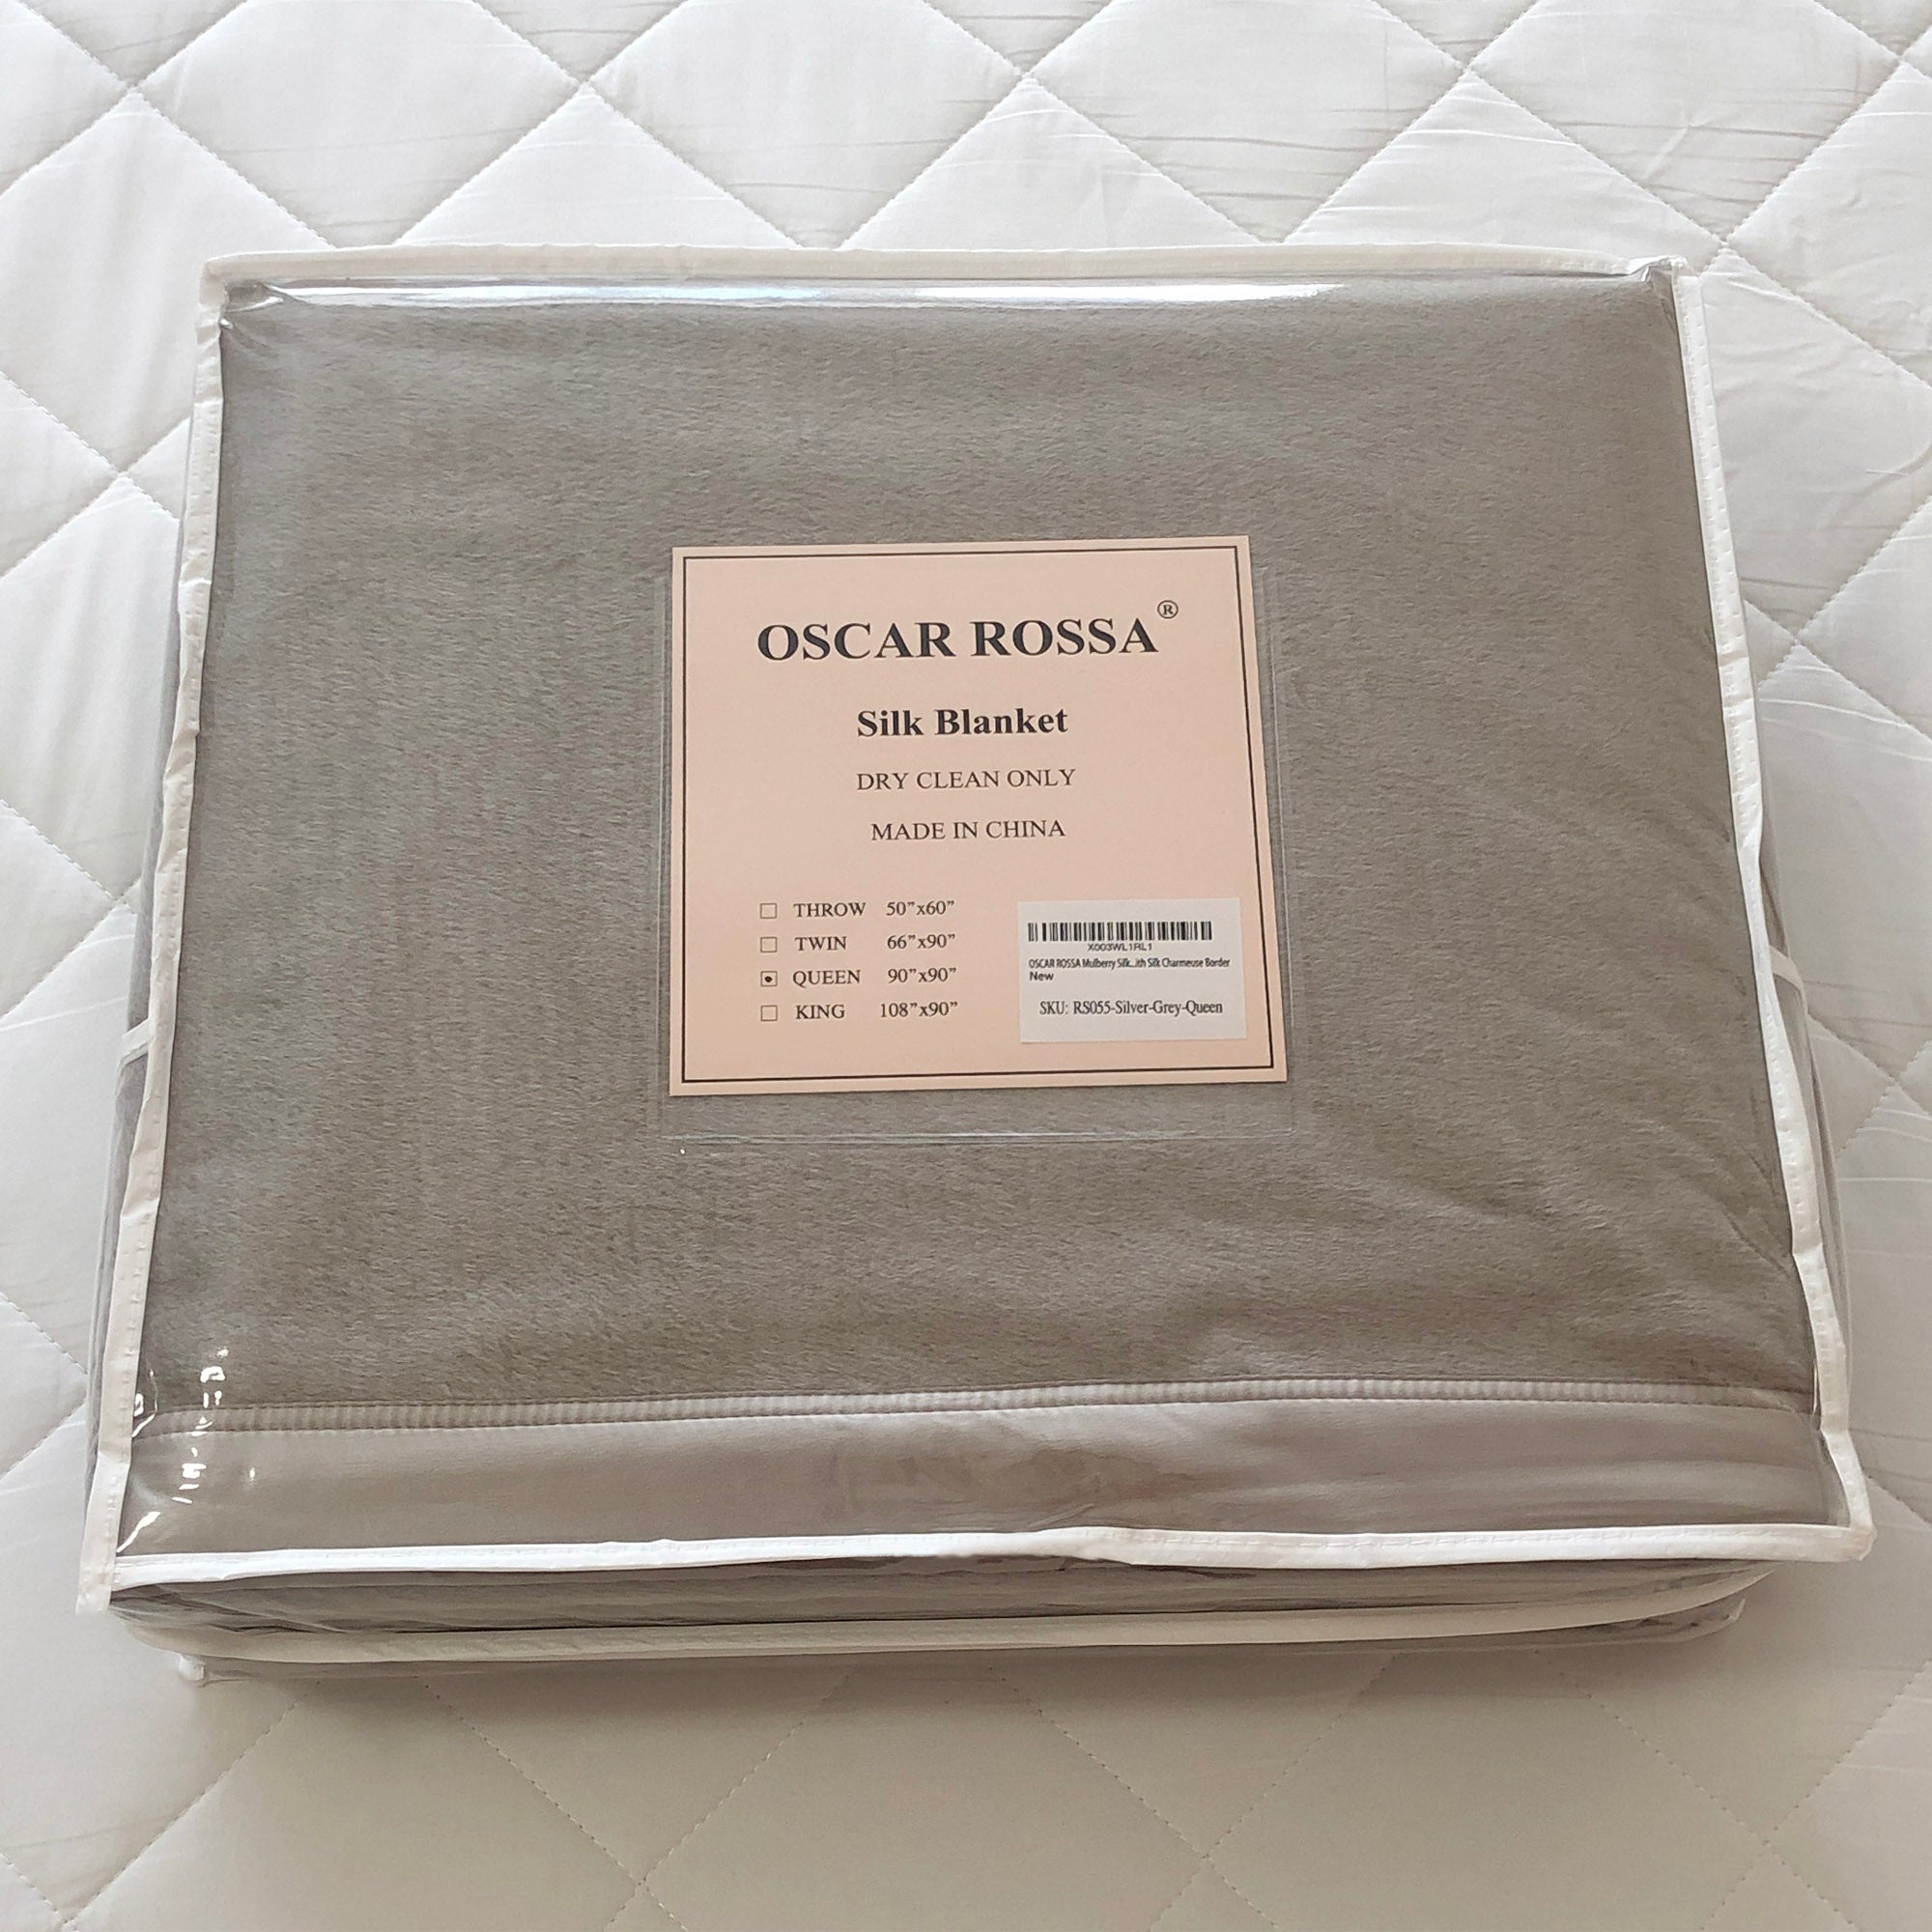 OSCAR ROSSA®
Silk Blanket
DRY CLEAN ONLY
MADE IN CHINA
THROW 50”x60”
TWIN 66”x90”
QUEEN 90”x90”
KING 108”x90”
X003WL1RL1
OSCAR ROSSA Mulberry Silk...ith Silk Charmeuse Border
New
SKU: RS055-Silver-Grey-Queen